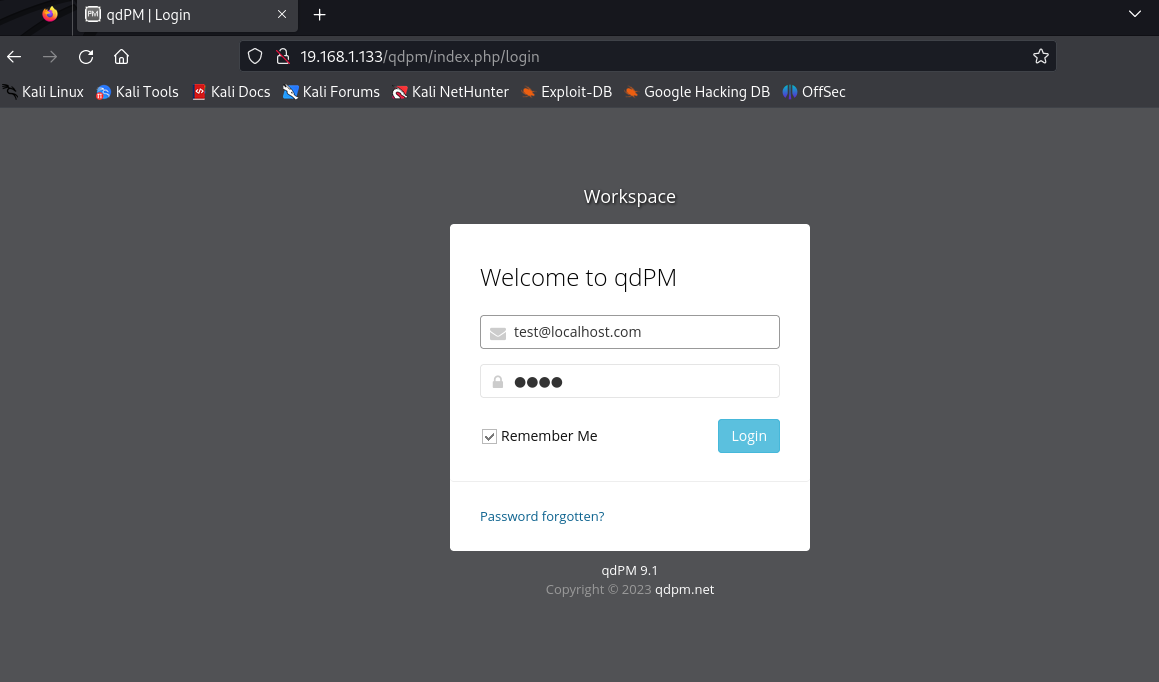 qdPM | Login
19.168.1.133/qdpm/index.php/login
Kali Linux Kali Tools Kali Docs Kali Forums Kali NetHunter Exploit-DB Google Hacking DB OffSec
Workspace
Welcome to qdPM
test@localhost.com
●●●●
Remember Me Login
Password forgotten?
qdPM 9.1
Copyright © 2023 qdpm.net